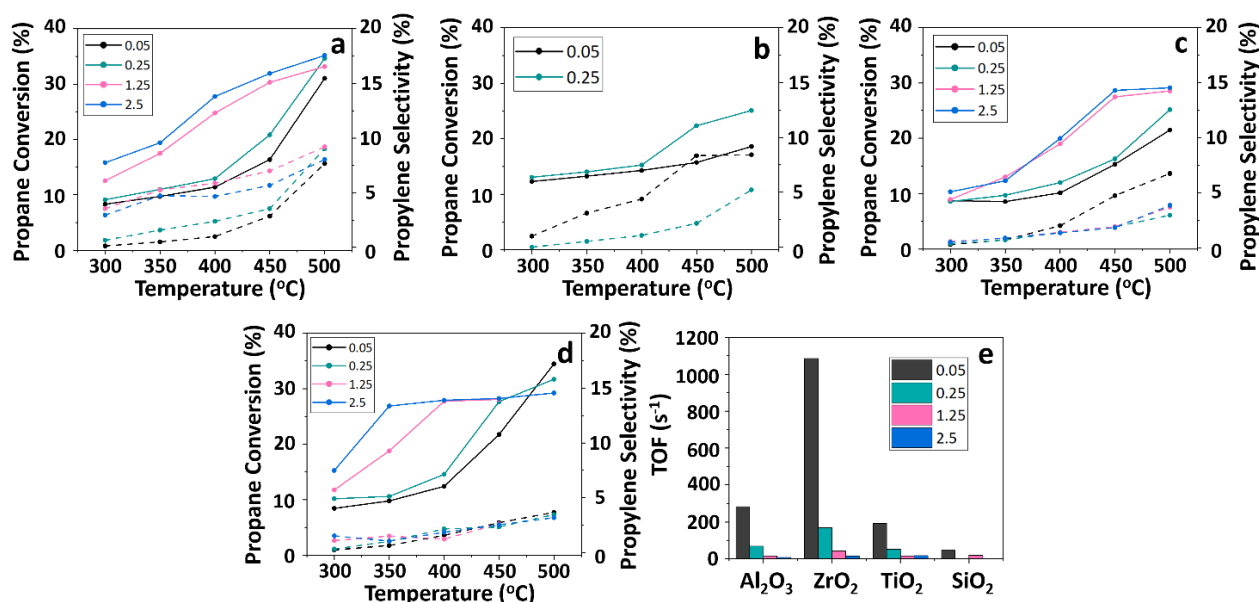 a
Propane Conversion (%)
Propylene Selectivity (%)
40
30
20
10
0
20
15
10
5
0
0.05
0.25
1.25
2.5
300 350 400 450 500
Temperature (°C)
b
Propane Conversion (%)
Propylene Selectivity (%)
40
30
20
10
0
20
15
10
5
0
0.05
0.25
300 350 400 450 500
Temperature (°C)
c
Propane Conversion (%)
Propylene Selectivity (%)
40
30
20
10
0
20
15
10
5
0
0.05
0.25
1.25
2.5
300 350 400 450 500
Temperature (°C)
d
Propane Conversion (%)
Propylene Selectivity (%)
40
30
20
10
0
20
15
10
5
0
0.05
0.25
1.25
2.5
300 350 400 450 500
Temperature (°C)
e
TOF (s⁻¹)
1200
1000
800
600
400
200
0
0.05
0.25
1.25
2.5
Al₂O₃ ZrO₂ TiO₂ SiO₂